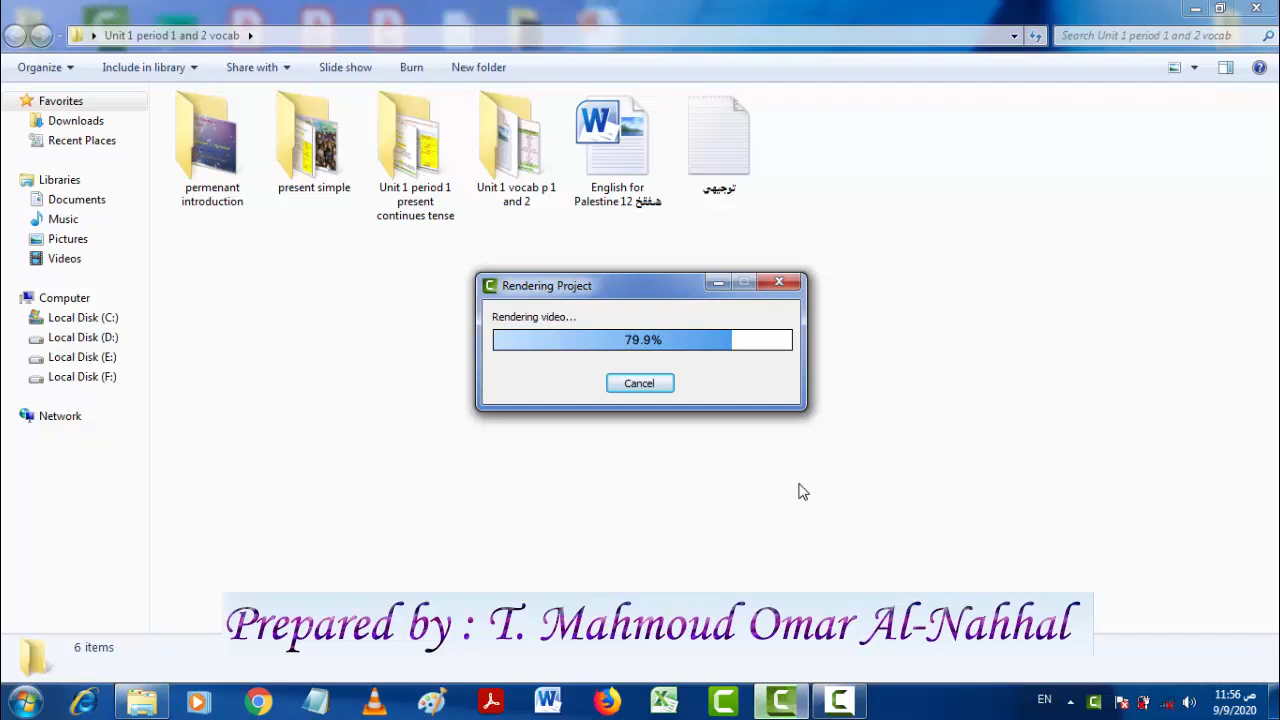 Unit 1 period 1 and 2 vocab
Search Unit 1 period 1 and 2 vocab
Organize
Include in library
Share with
Slide show
Burn
New folder
Favorites
Downloads
Recent Places
Libraries
Documents
Music
Pictures
Videos
Computer
Local Disk (C:)
Local Disk (D:)
Local Disk (E:)
Local Disk (F:)
Network
permenant
introduction
present simple
Unit 1 period 1
present
continues tense
Unit 1 vocab p 1
and 2
English for
Palestine 12 هىفققخ
توجيهي
Rendering Project
Rendering video...
79.9%
Cancel
Prepared by : T. Mahmoud Omar Al-Nahhal
6 items
EN
11:56 ص
9/9/2020